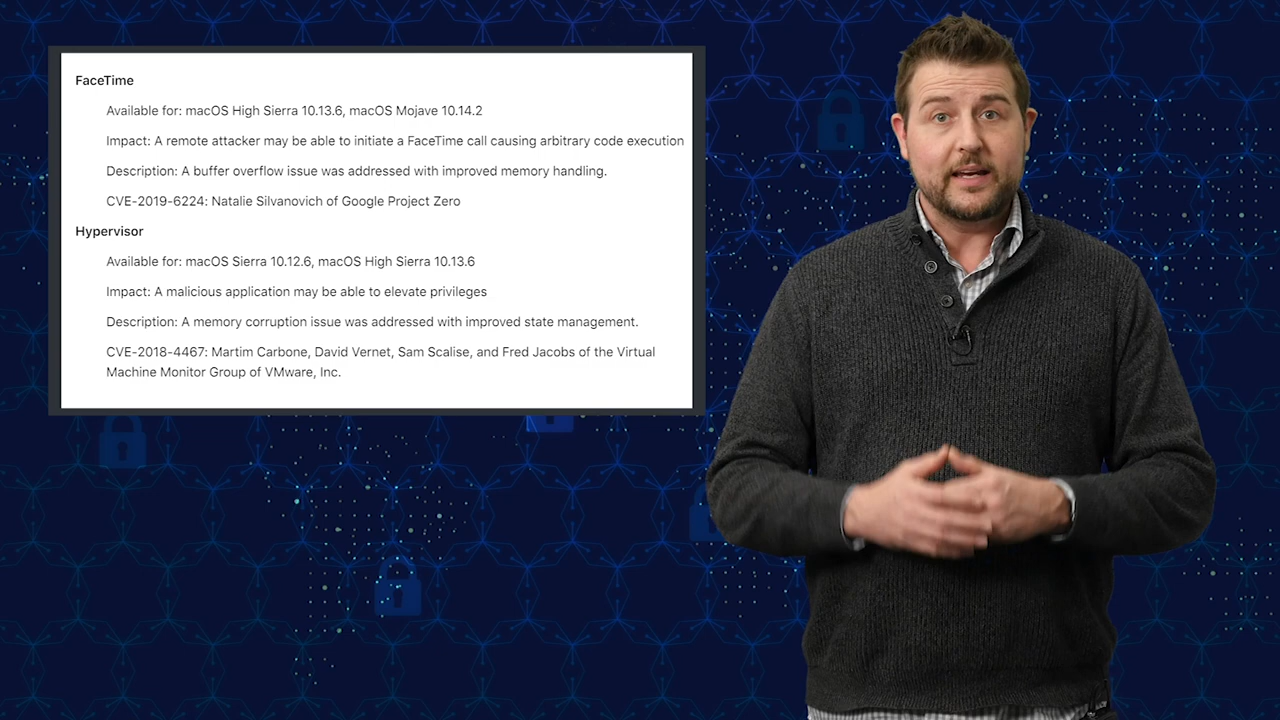 FaceTime
Available for: macOS High Sierra 10.13.6, macOS Mojave 10.14.2
Impact: A remote attacker may be able to initiate a FaceTime call causing arbitrary code execution
Description: A buffer overflow issue was addressed with improved memory handling.
CVE-2019-6224: Natalie Silvanovich of Google Project Zero
Hypervisor
Available for: macOS Sierra 10.12.6, macOS High Sierra 10.13.6
Impact: A malicious application may be able to elevate privileges
Description: A memory corruption issue was addressed with improved state management.
CVE-2018-4467: Martim Carbone, David Vernet, Sam Scalise, and Fred Jacobs of the Virtual
Machine Monitor Group of VMware, Inc.